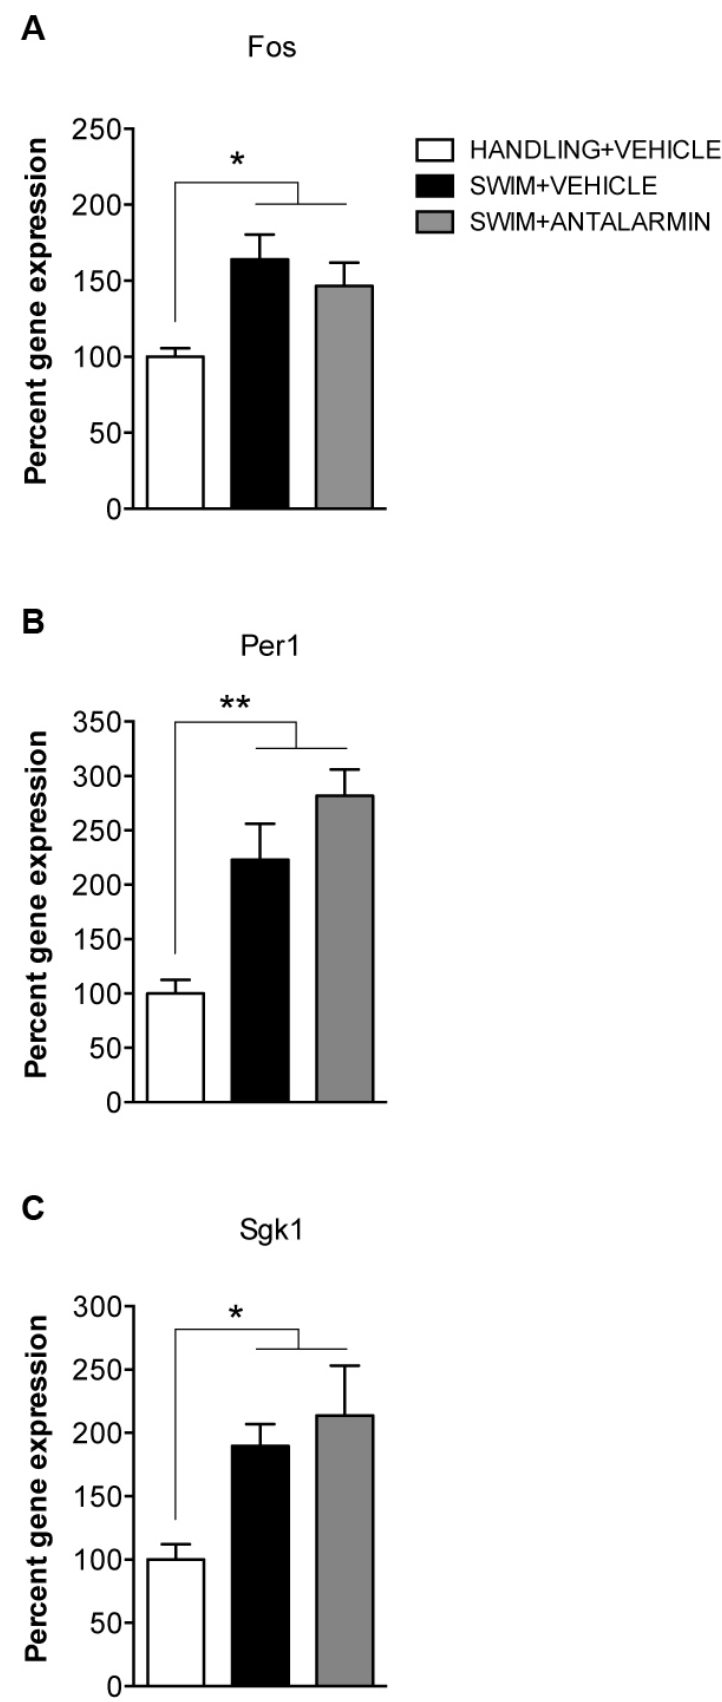 A
Fos
Percent gene expression
250
200
150
100
50
0
*
HANDLING+VEHICLE
SWIM+VEHICLE
SWIM+ANTALARMIN
B
Per1
Percent gene expression
350
300
250
200
150
100
50
0
**
C
Sgk1
Percent gene expression
300
250
200
150
100
50
0
*